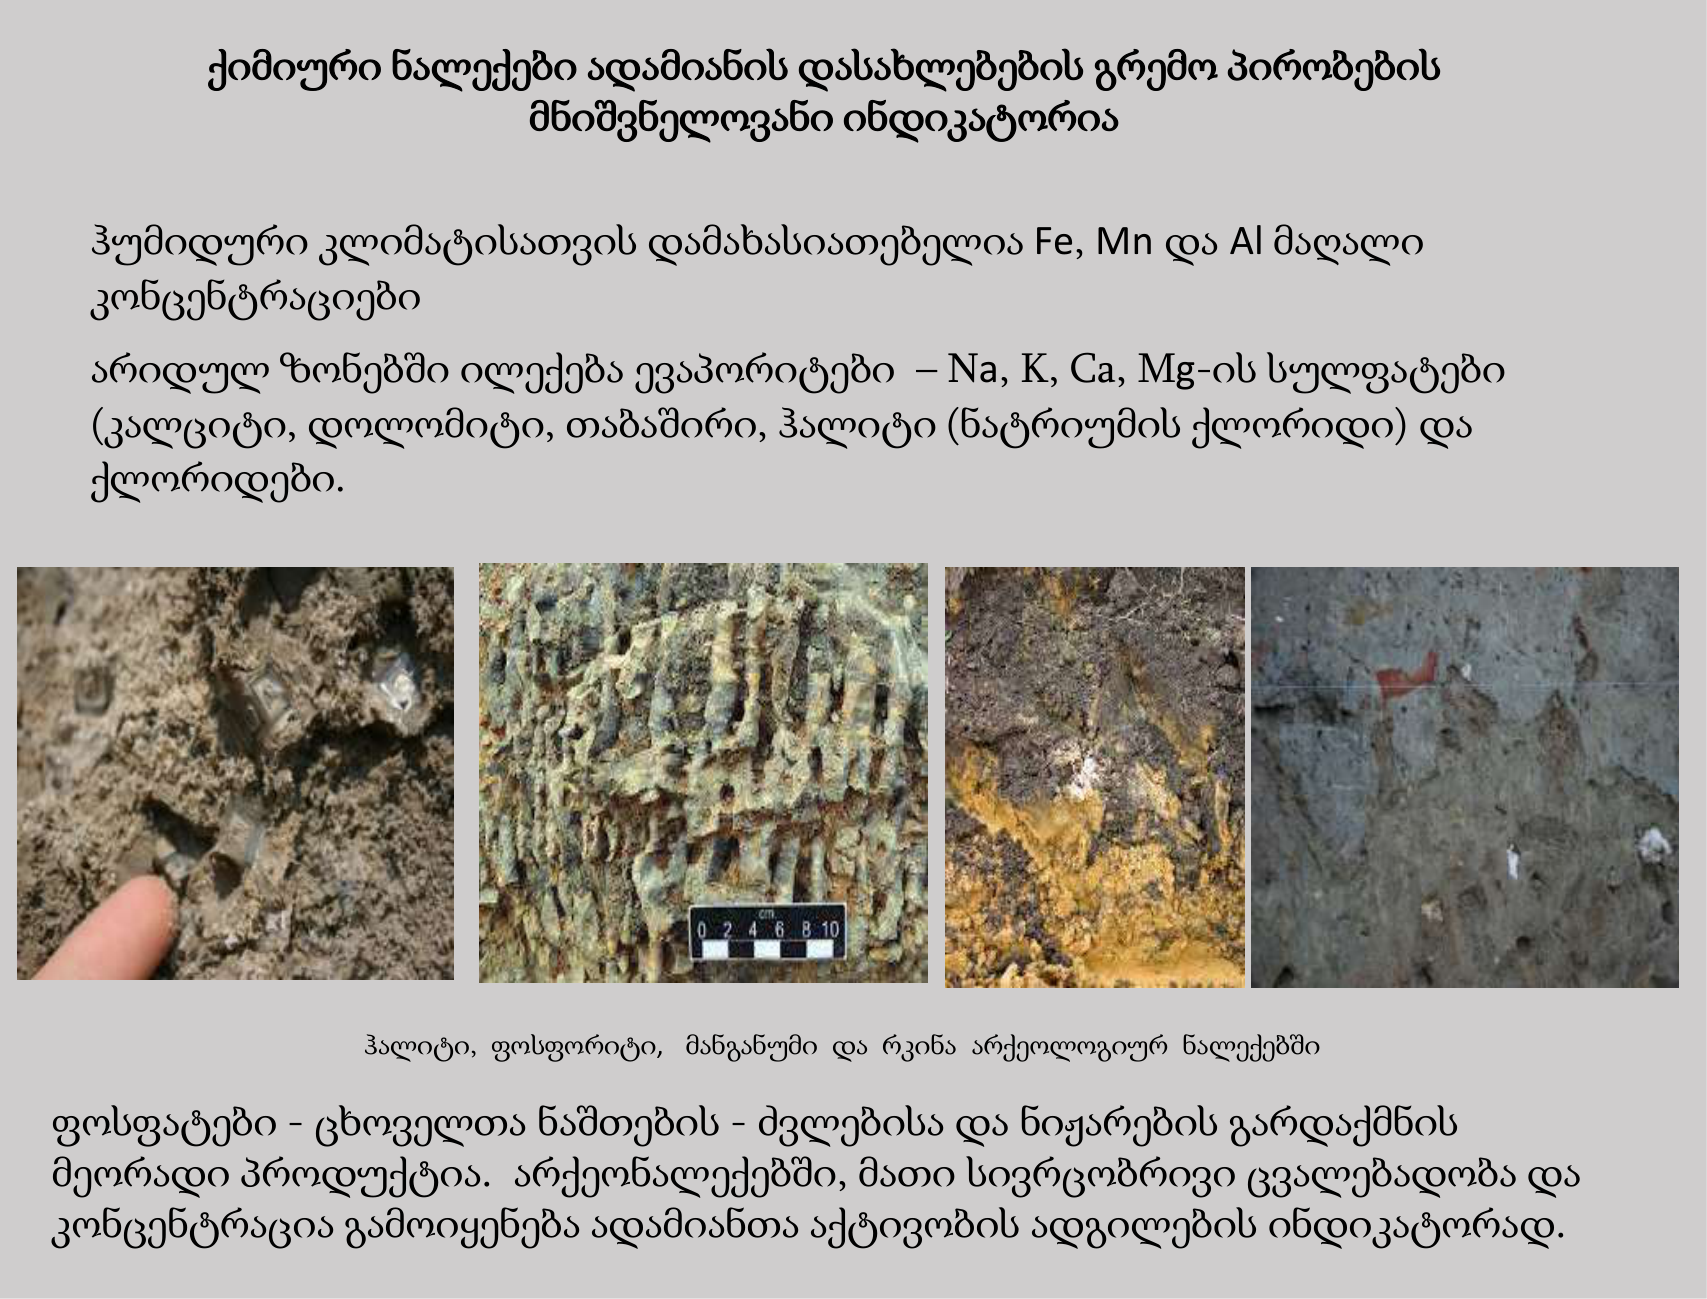 ქიმიური ნალექები ადამიანის დასახლებების გრემო პირობების
მნიშვნელოვანი ინდიკატორია
ჰუმიდური კლიმატისათვის დამახასიათებელია Fe, Mn და Al მაღალი
კონცენტრაციები
არიდულ ზონებში ილექება ევაპორიტები – Na, K, Ca, Mg-ის სულფატები
(კალციტი, დოლომიტი, თაბაშირი, ჰალიტი (ნატრიუმის ქლორიდი) და
ქლორიდები.
cm
0 2 4 6 8 10
ჰალიტი, ფოსფორიტი, მანგანუმი და რკინა არქეოლოგიურ ნალექებში
ფოსფატები - ცხოველთა ნაშთების - ძვლებისა და ნიჟარების გარდაქმნის
მეორადი პროდუქტია. არქეონალექებში, მათი სივრცობრივი ცვალებადობა და
კონცენტრაცია გამოიყენება ადამიანთა აქტივობის ადგილების ინდიკატორად.